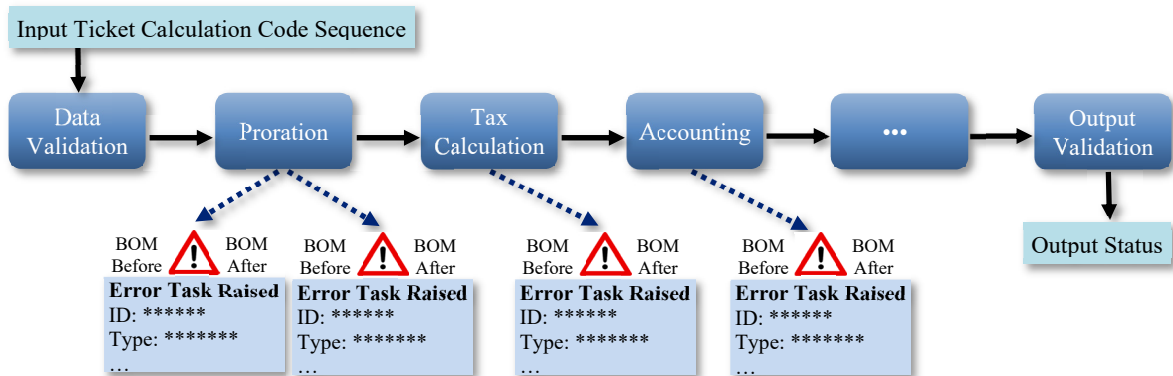 Input Ticket Calculation Code Sequence
Data
Validation
Proration
Tax
Calculation
Accounting
...
Output
Validation
Output Status
BOM
Before
!
BOM
After
Error Task Raised
ID: ******
Type: *******
...
BOM
Before
!
BOM
After
Error Task Raised
ID: ******
Type: *******
...
BOM
Before
!
BOM
After
Error Task Raised
ID: ******
Type: *******
...
BOM
Before
!
BOM
After
Error Task Raised
ID: ******
Type: *******
...